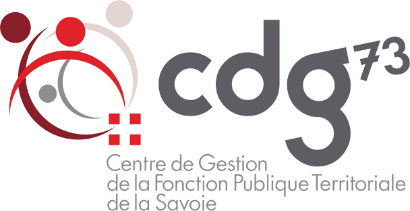 cdg73
Centre de Gestion
de la Fonction Publique Territoriale
de la Savoie